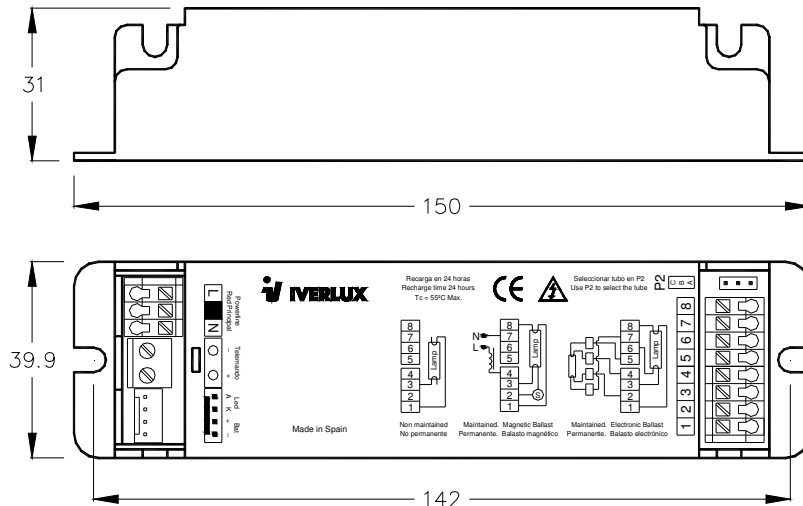 31
150
39.9
142
L
N
Powerline
Red Principal
Telemando
- +
Led Bat
A K + -
IVERLUX
Made in Spain
Recarga en 24 horas
Recharge time 24 hours
Tc = 55ºC Max.
CE
Seleccionar tubo en P2
Use P2 to select the tube
P2
C
B
A
8
7
6
5
4
3
2
1
Lamp
Non maintained
No permanente
N
L
8
7
6
5
4
3
2
1
Lamp
S
Maintained. Magnetic Ballast
Permanente. Balasto magnético
8
7
6
5
4
3
2
1
Lamp
Maintained. Electronic Ballast
Permanente. Balasto electrónico
8
7
6
5
4
3
2
1